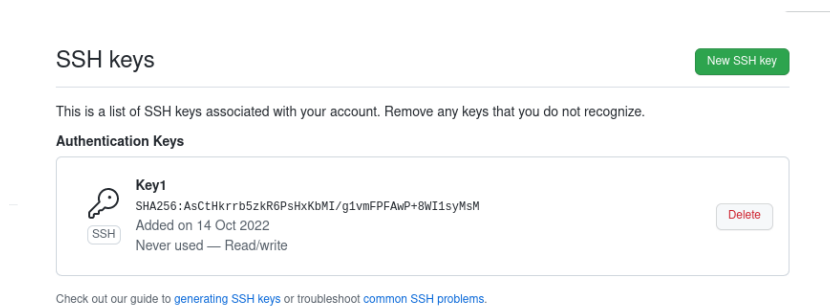 SSH keys
New SSH key
This is a list of SSH keys associated with your account. Remove any keys that you do not recognize.
Authentication Keys
Key1
SHA256:AsCtHkrrb5zkR6PsHxKbMI/g1vmFPFAwP+8WI1syMsM
Added on 14 Oct 2022
Never used — Read/write
SSH
Delete
Check out our guide to generating SSH keys or troubleshoot common SSH problems.